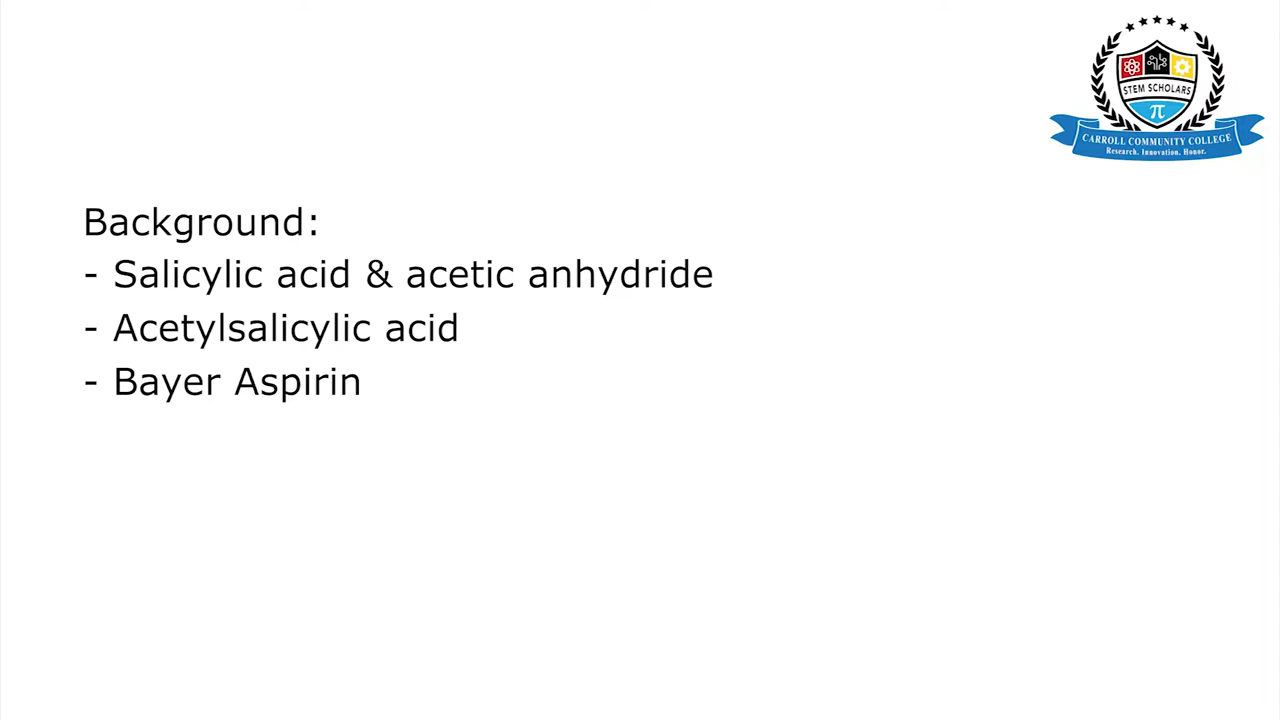 STEM SCHOLARS
π
CARROLL COMMUNITY COLLEGE
Research. Innovation. Honor.
Background:
- Salicylic acid & acetic anhydride
- Acetylsalicylic acid
- Bayer Aspirin